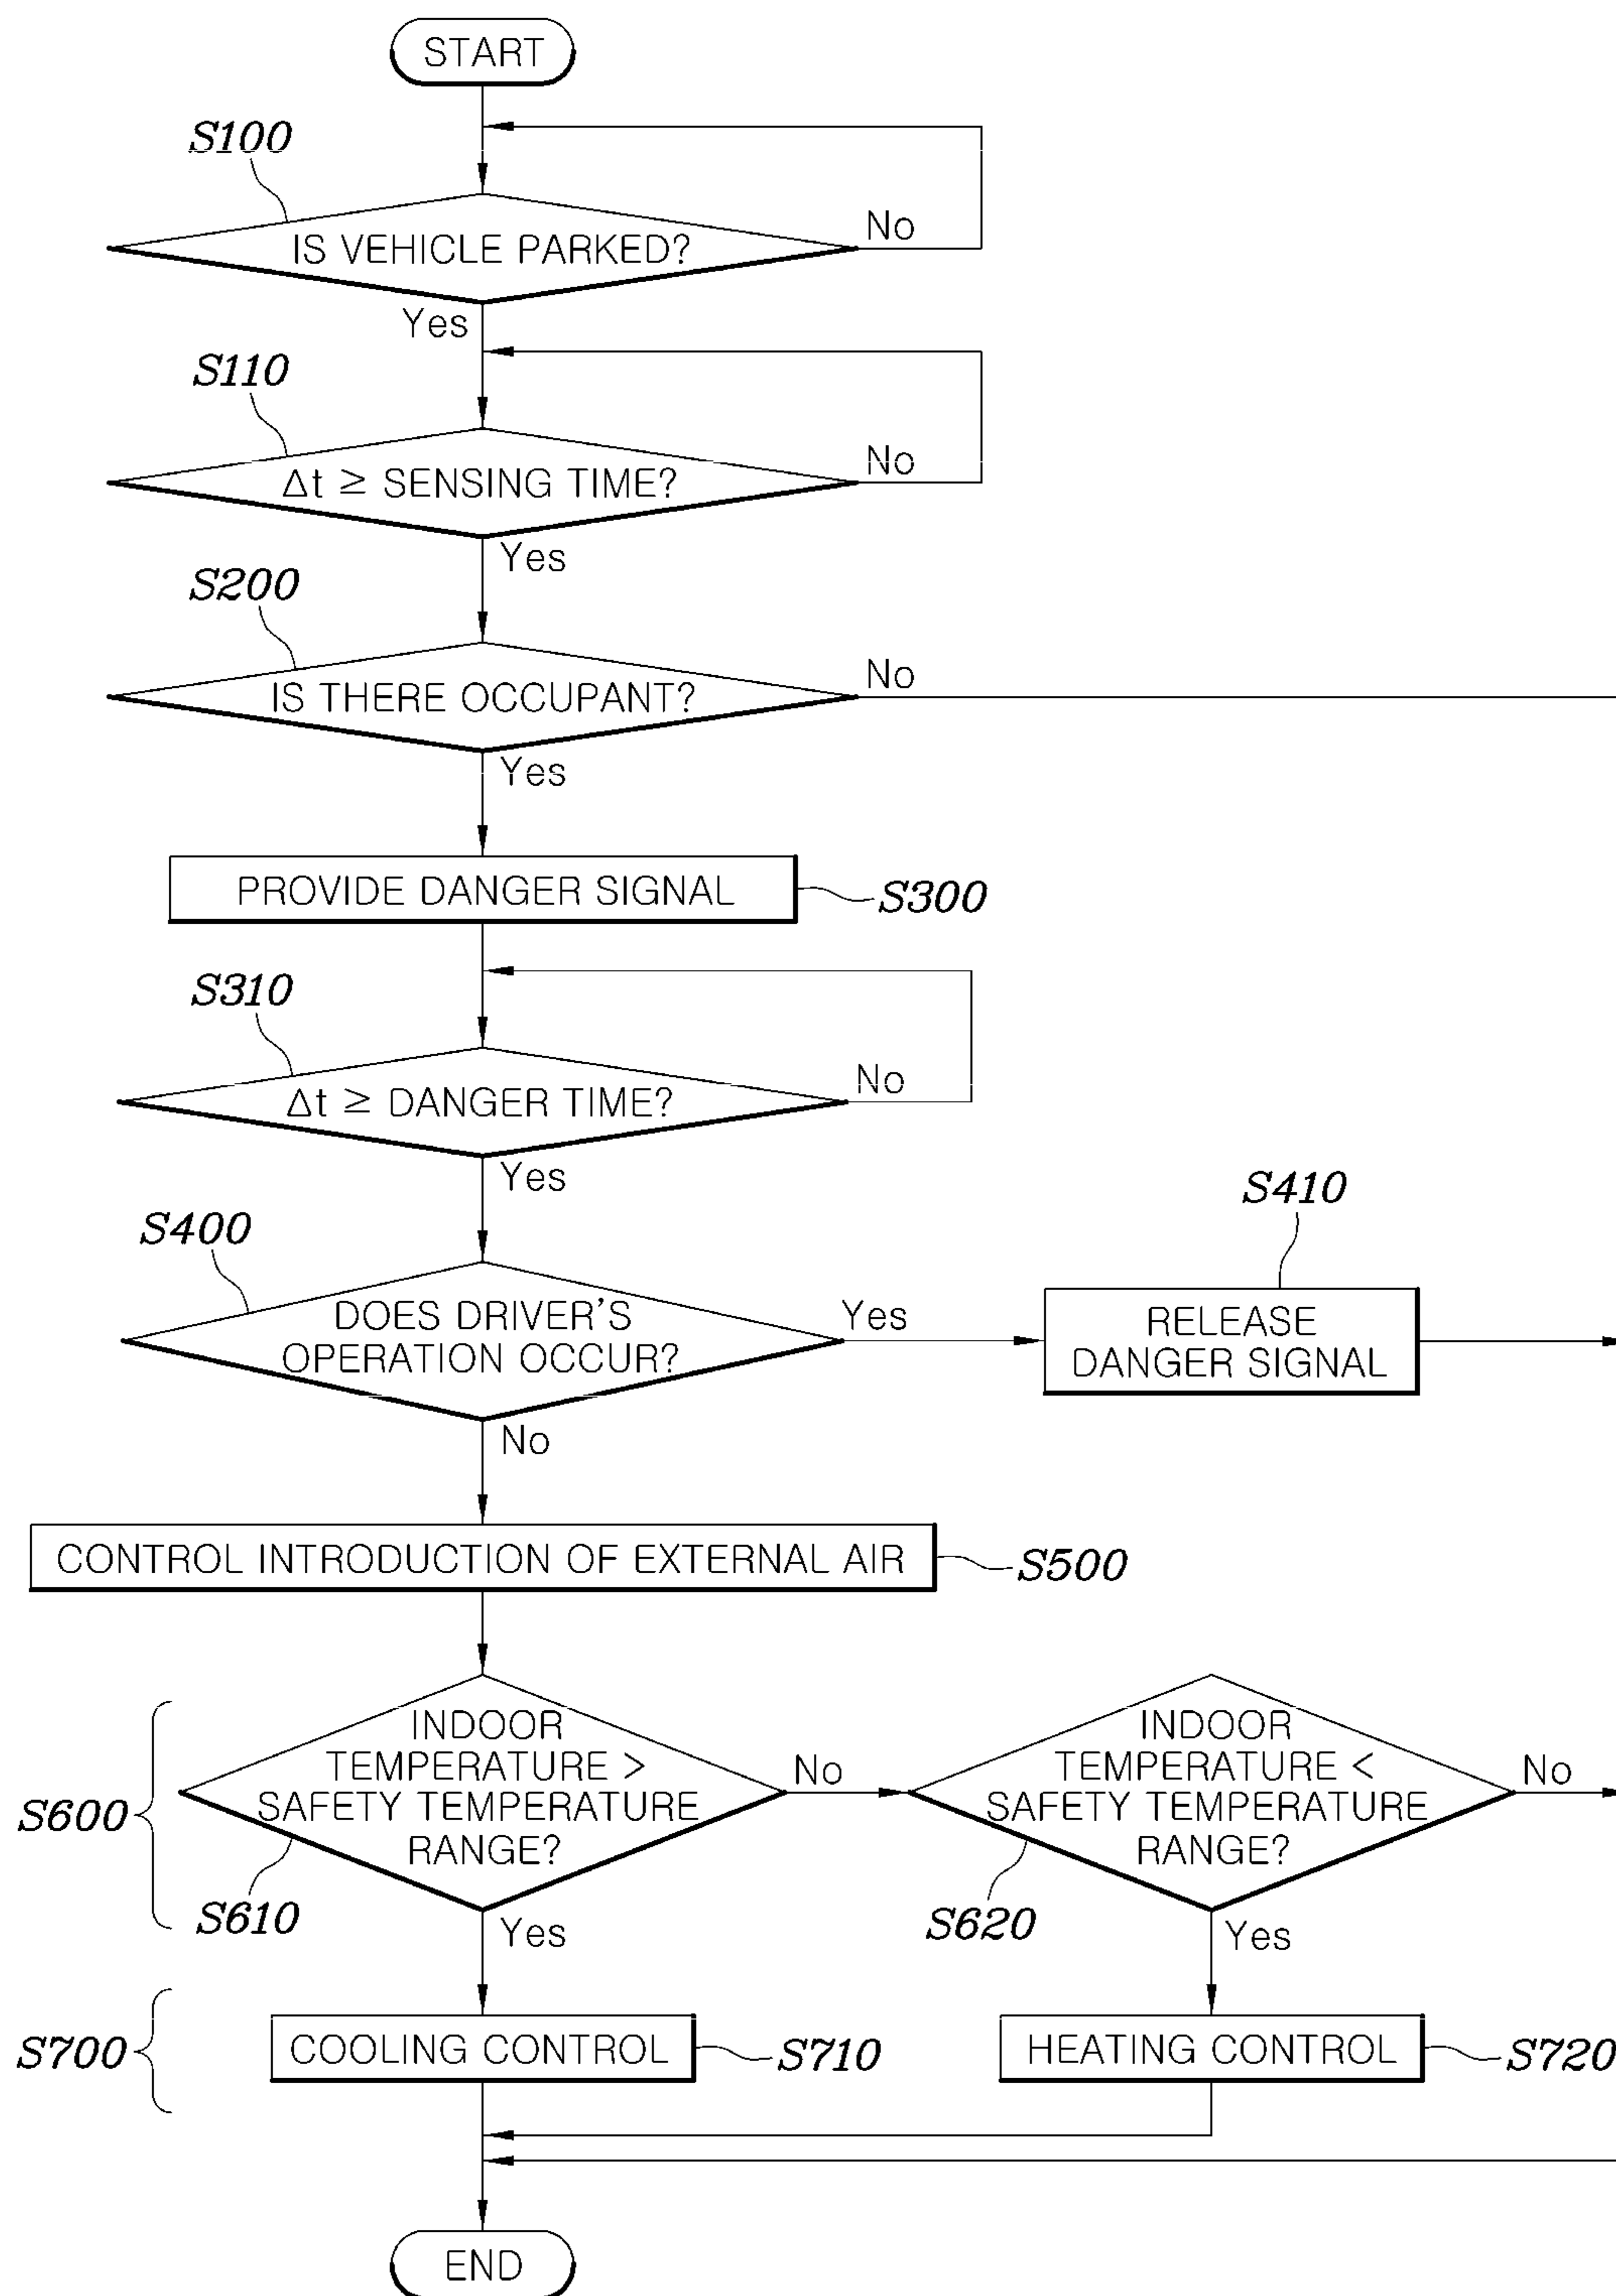 START
S100
No
IS VEHICLE PARKED?
Yes
S110
No
Δt ≥ SENSING TIME?
Yes
S200
No
IS THERE OCCUPANT?
Yes
PROVIDE DANGER SIGNAL
S300
S310
No
Δt ≥ DANGER TIME?
Yes
S410
S400
DOES DRIVER'S
OPERATION OCCUR?
Yes
RELEASE
DANGER SIGNAL
No
CONTROL INTRODUCTION OF EXTERNAL AIR
S500
S600
INDOOR
TEMPERATURE >
SAFETY TEMPERATURE
RANGE?
No
S610
Yes
INDOOR
TEMPERATURE <
SAFETY TEMPERATURE
RANGE?
No
S620
Yes
S700
COOLING CONTROL
S710
HEATING CONTROL
S720
END